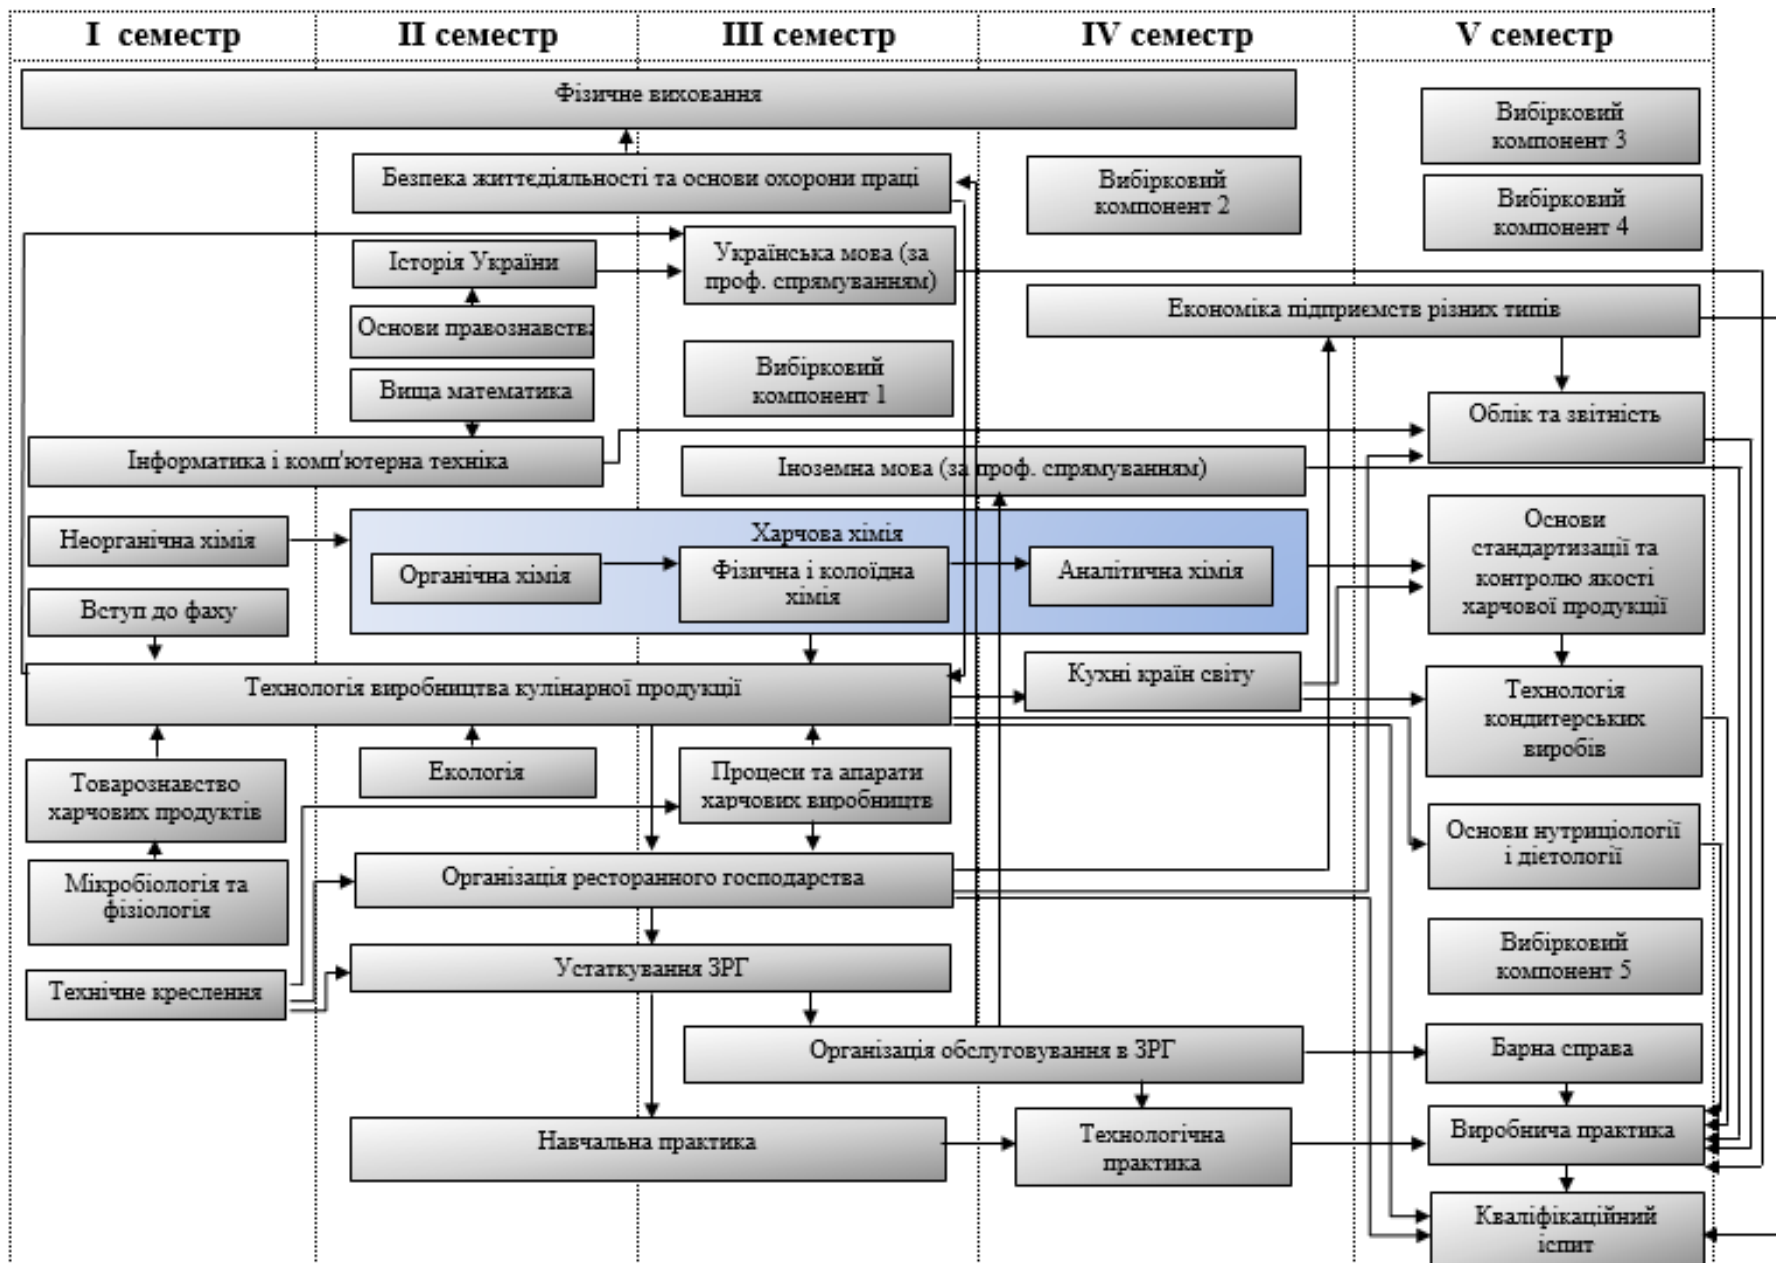 I семестр
II семестр
III семестр
IV семестр
V семестр
Фізичне виховання
Вибірковий
компонент 3
Безпека життєдіяльності та основи охорони праці
Вибірковий
компонент 2
Вибірковий
компонент 4
Історія України
Українська мова (за
проф. спрямуванням)
Основи правознавства
Економіка підприємств різних типів
Вища математика
Вибірковий
компонент 1
Облік та звітність
Інформатика і комп'ютерна техніка
Іноземна мова (за проф. спрямуванням)
Неорганічна хімія
Харчова хімія
Органічна хімія
Фізична і колоїдна
хімія
Аналітична хімія
Основи
стандартизації та
контролю якості
харчової продукції
Вступ до фаху
Технологія виробництва кулінарної продукції
Кухні країн світу
Технологія
кондитерських
виробів
Товарознавство
харчових продуктів
Екологія
Процеси та апарати
харчових виробництв
Основи нутриціології
і дієтології
Мікробіологія та
фізіологія
Організація ресторанного господарства
Вибірковий
компонент 5
Технічне креслення
Устаткування ЗРГ
Організація обслуговування в ЗРГ
Барна справа
Навчальна практика
Технологічна
практика
Виробнича практика
Кваліфікаційний
іспит